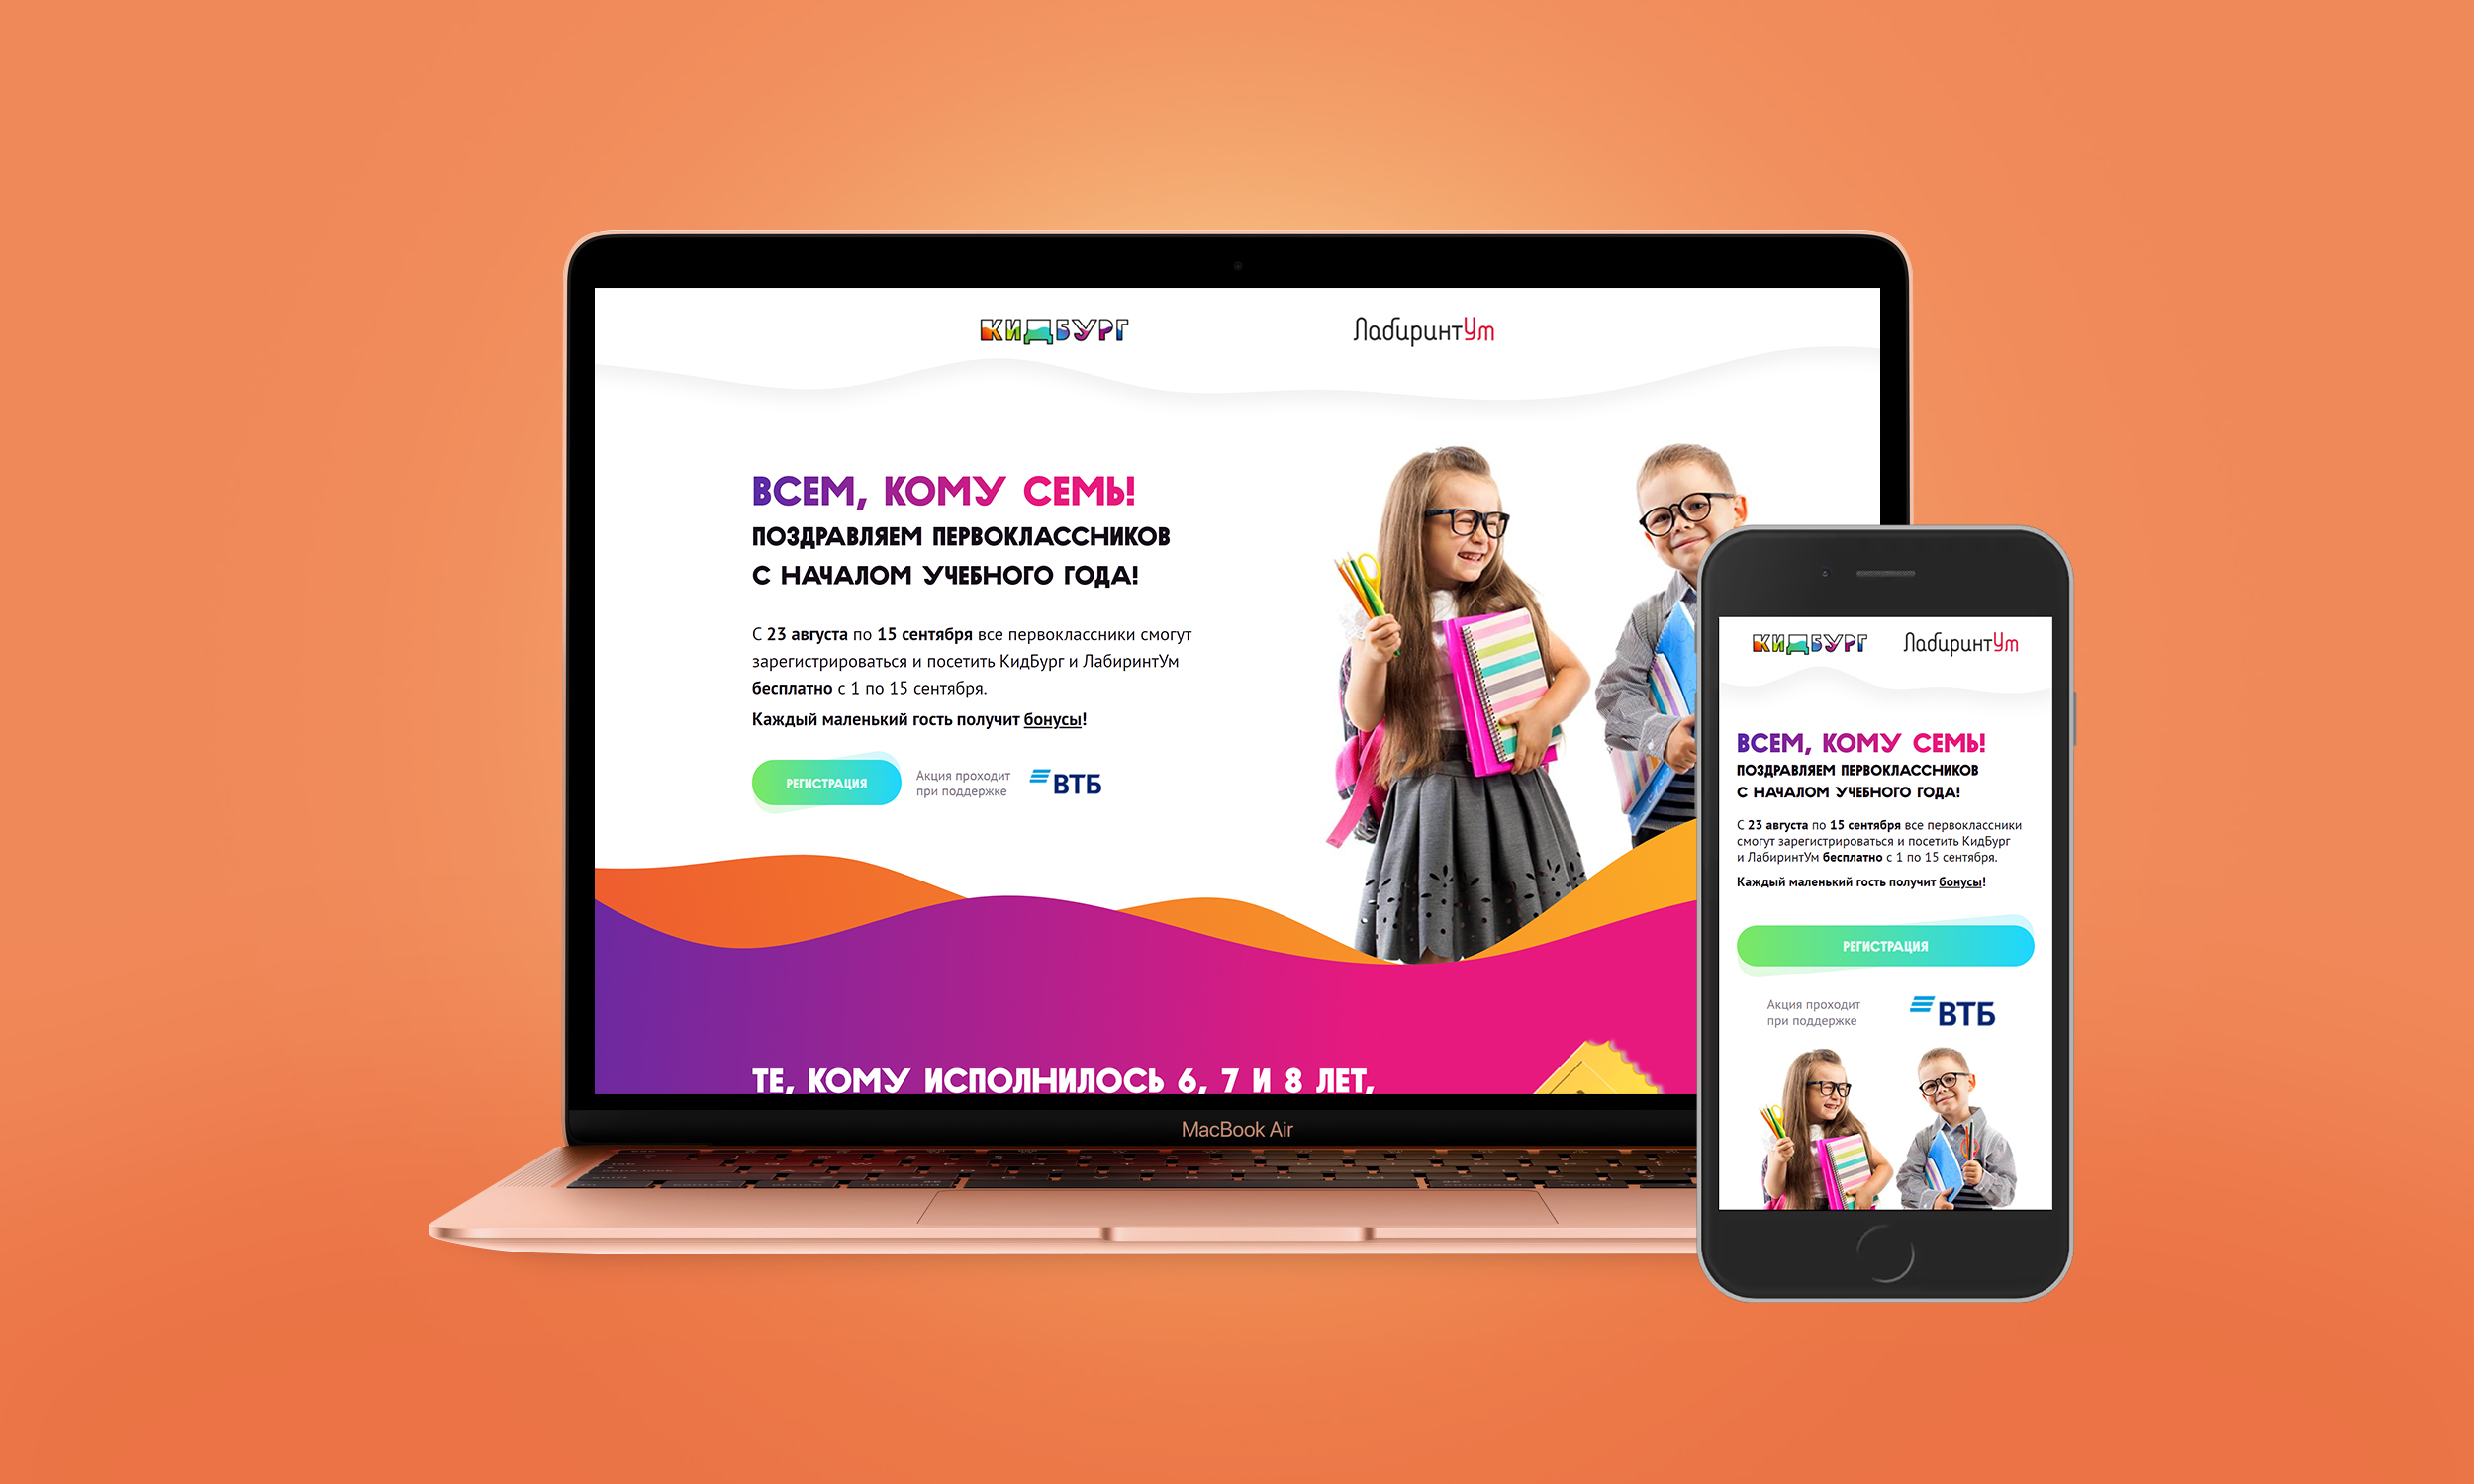 КИДБУРГ
ЛабиринтУм
ВСЕМ, КОМУ СЕМЬ!
ПОЗДРАВЛЯЕМ ПЕРВОКЛАССНИКОВ
С НАЧАЛОМ УЧЕБНОГО ГОДА!
С 23 августа по 15 сентября все первоклассники смогут
зарегистрироваться и посетить КидБург и ЛабиринтУм
бесплатно с 1 по 15 сентября.
Каждый маленький гость получит бонусы!
РЕГИСТРАЦИЯ
Акция проходит
при поддержке
ВТБ
ТЕ, КОМУ ИСПОЛНИЛОСЬ 6, 7 И 8 ЛЕТ,
MacBook Air
КИДБУРГ
ЛабиринтУм
ВСЕМ, КОМУ СЕМЬ!
ПОЗДРАВЛЯЕМ ПЕРВОКЛАССНИКОВ
С НАЧАЛОМ УЧЕБНОГО ГОДА!
С 23 августа по 15 сентября все первоклассники
смогут зарегистрироваться и посетить КидБург
и ЛабиринтУм бесплатно с 1 по 15 сентября.
Каждый маленький гость получит бонусы!
РЕГИСТРАЦИЯ
Акция проходит
при поддержке
ВТБ